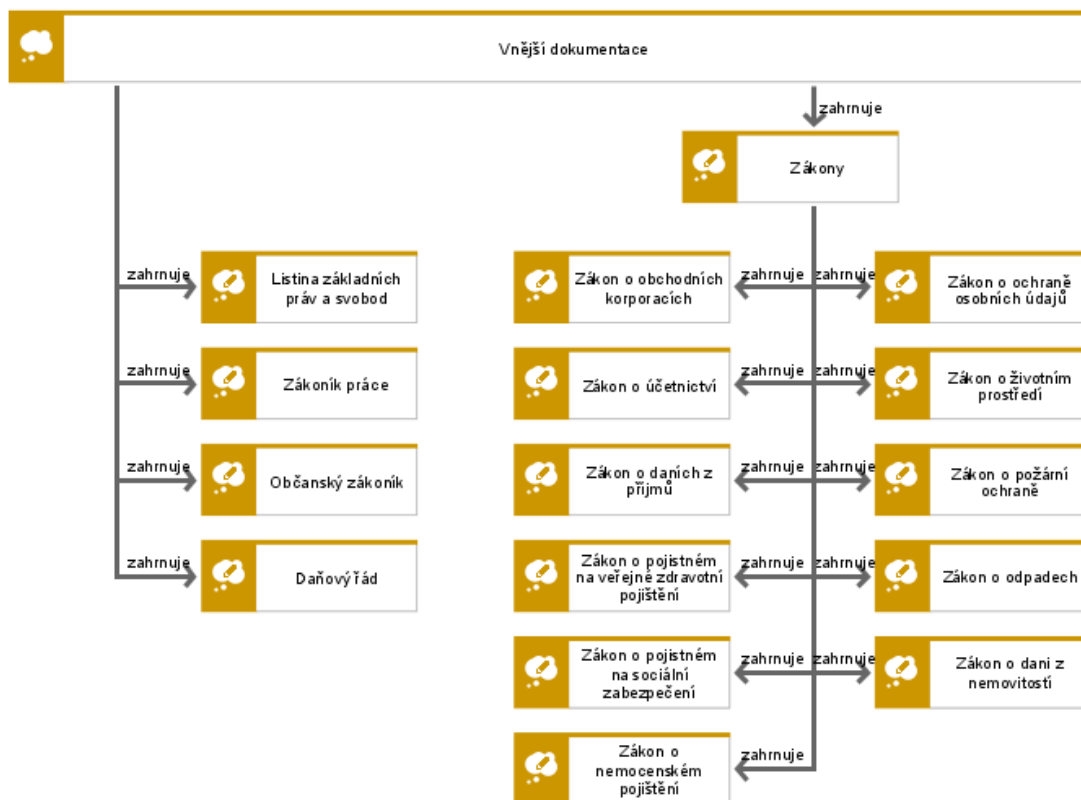 Vnější dokumentace
zahrnuje
Zákony
zahrnuje
Listina základních
práv a svobod
zahrnuje
Zákoník práce
zahrnuje
Občanský zákoník
zahrnuje
Daňový řád
zahrnuje
Zákon o obchodních
korporacích
zahrnuje
Zákon o ochraně
osobních údajů
zahrnuje
Zákon o účetnictví
zahrnuje
Zákon o životním
prostředí
zahrnuje
Zákon o daních z
příjmů
zahrnuje
Zákon o požární
ochraně
zahrnuje
Zákon o pojistném
na veřejné zdravotní
pojištění
zahrnuje
Zákon o odpadech
zahrnuje
Zákon o pojistném
na sociální
zabezpečení
zahrnuje
Zákon o dani z
nemovitostí
zahrnuje
Zákon o
nemocenském
pojištění